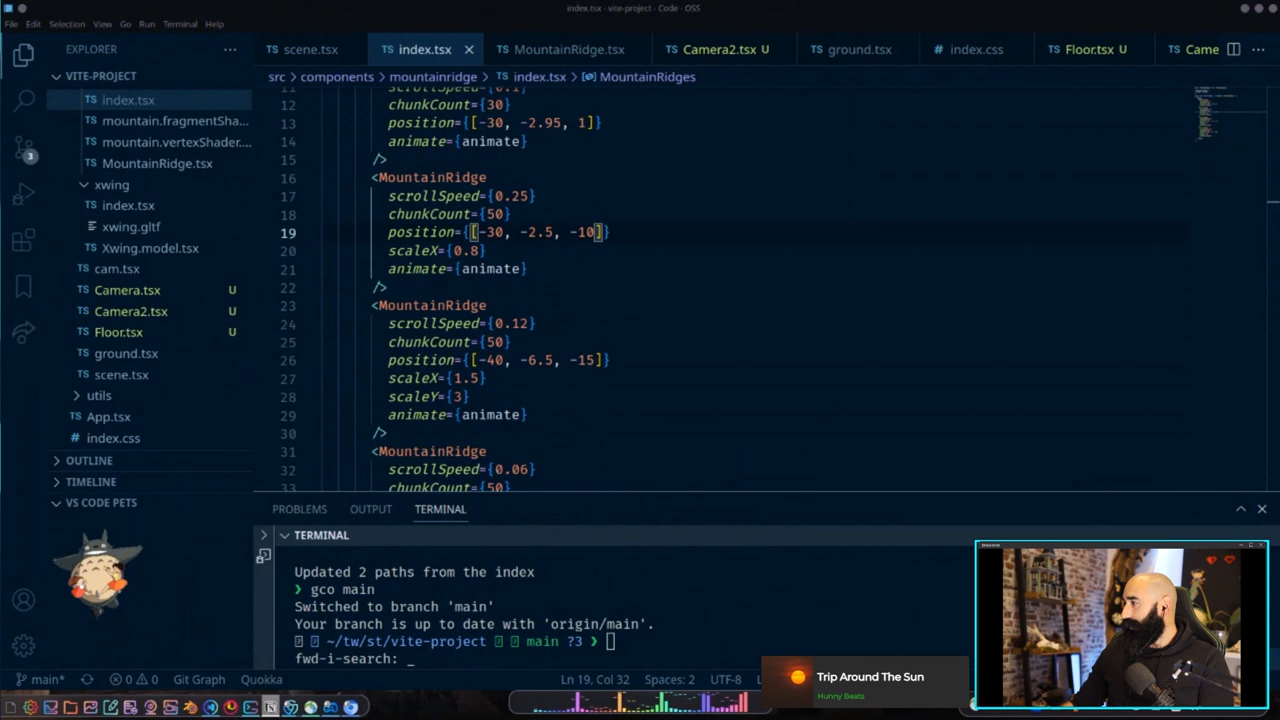 index.tsx - vite-project - Code - OSS
File Edit Selection View Go Run Terminal Help
EXPLORER
scene.tsx
index.tsx
MountainRidge.tsx
Camera2.tsx U
ground.tsx
# index.css
Floor.tsx U
Came
VITE-PROJECT
src > components > mountainridge > index.tsx > MountainRidges
TS index.tsx
TS mountain.fragmentSha...
TS mountain.vertexShader....
TS MountainRidge.tsx
xwing
TS index.tsx
xwing.gltf
TS Xwing.model.tsx
TS cam.tsx
TS Camera.tsx U
TS Camera2.tsx U
TS Floor.tsx U
TS ground.tsx
TS scene.tsx
utils
TS App.tsx
# index.css
OUTLINE
TIMELINE
VS CODE PETS
3
11 scrollSpeed={0.1}
12 chunkCount={30}
13 position={[-30, -2.95, 1]}
14 animate={animate}
15 />
16 <MountainRidge
17 scrollSpeed={0.25}
18 chunkCount={50}
19 position={[-30, -2.5, -10]}
20 scaleX={0.8}
21 animate={animate}
22 />
23 <MountainRidge
24 scrollSpeed={0.12}
25 chunkCount={50}
26 position={[-40, -6.5, -15]}
27 scaleX={1.5}
28 scaleY={3}
29 animate={animate}
30 />
31 <MountainRidge
32 scrollSpeed={0.06}
33 chunkCount={50}
PROBLEMS OUTPUT TERMINAL
TERMINAL
Updated 2 paths from the index
❯ gco main
Switched to branch 'main'
Your branch is up to date with 'origin/main'.
~/tw/st/vite-project main ?3 ❯
fwd-i-search: _
Trip Around The Sun
Hunny Beats
main* 0 0 Git Graph Quokka
Ln 19, Col 32 Spaces: 2 UTF-8